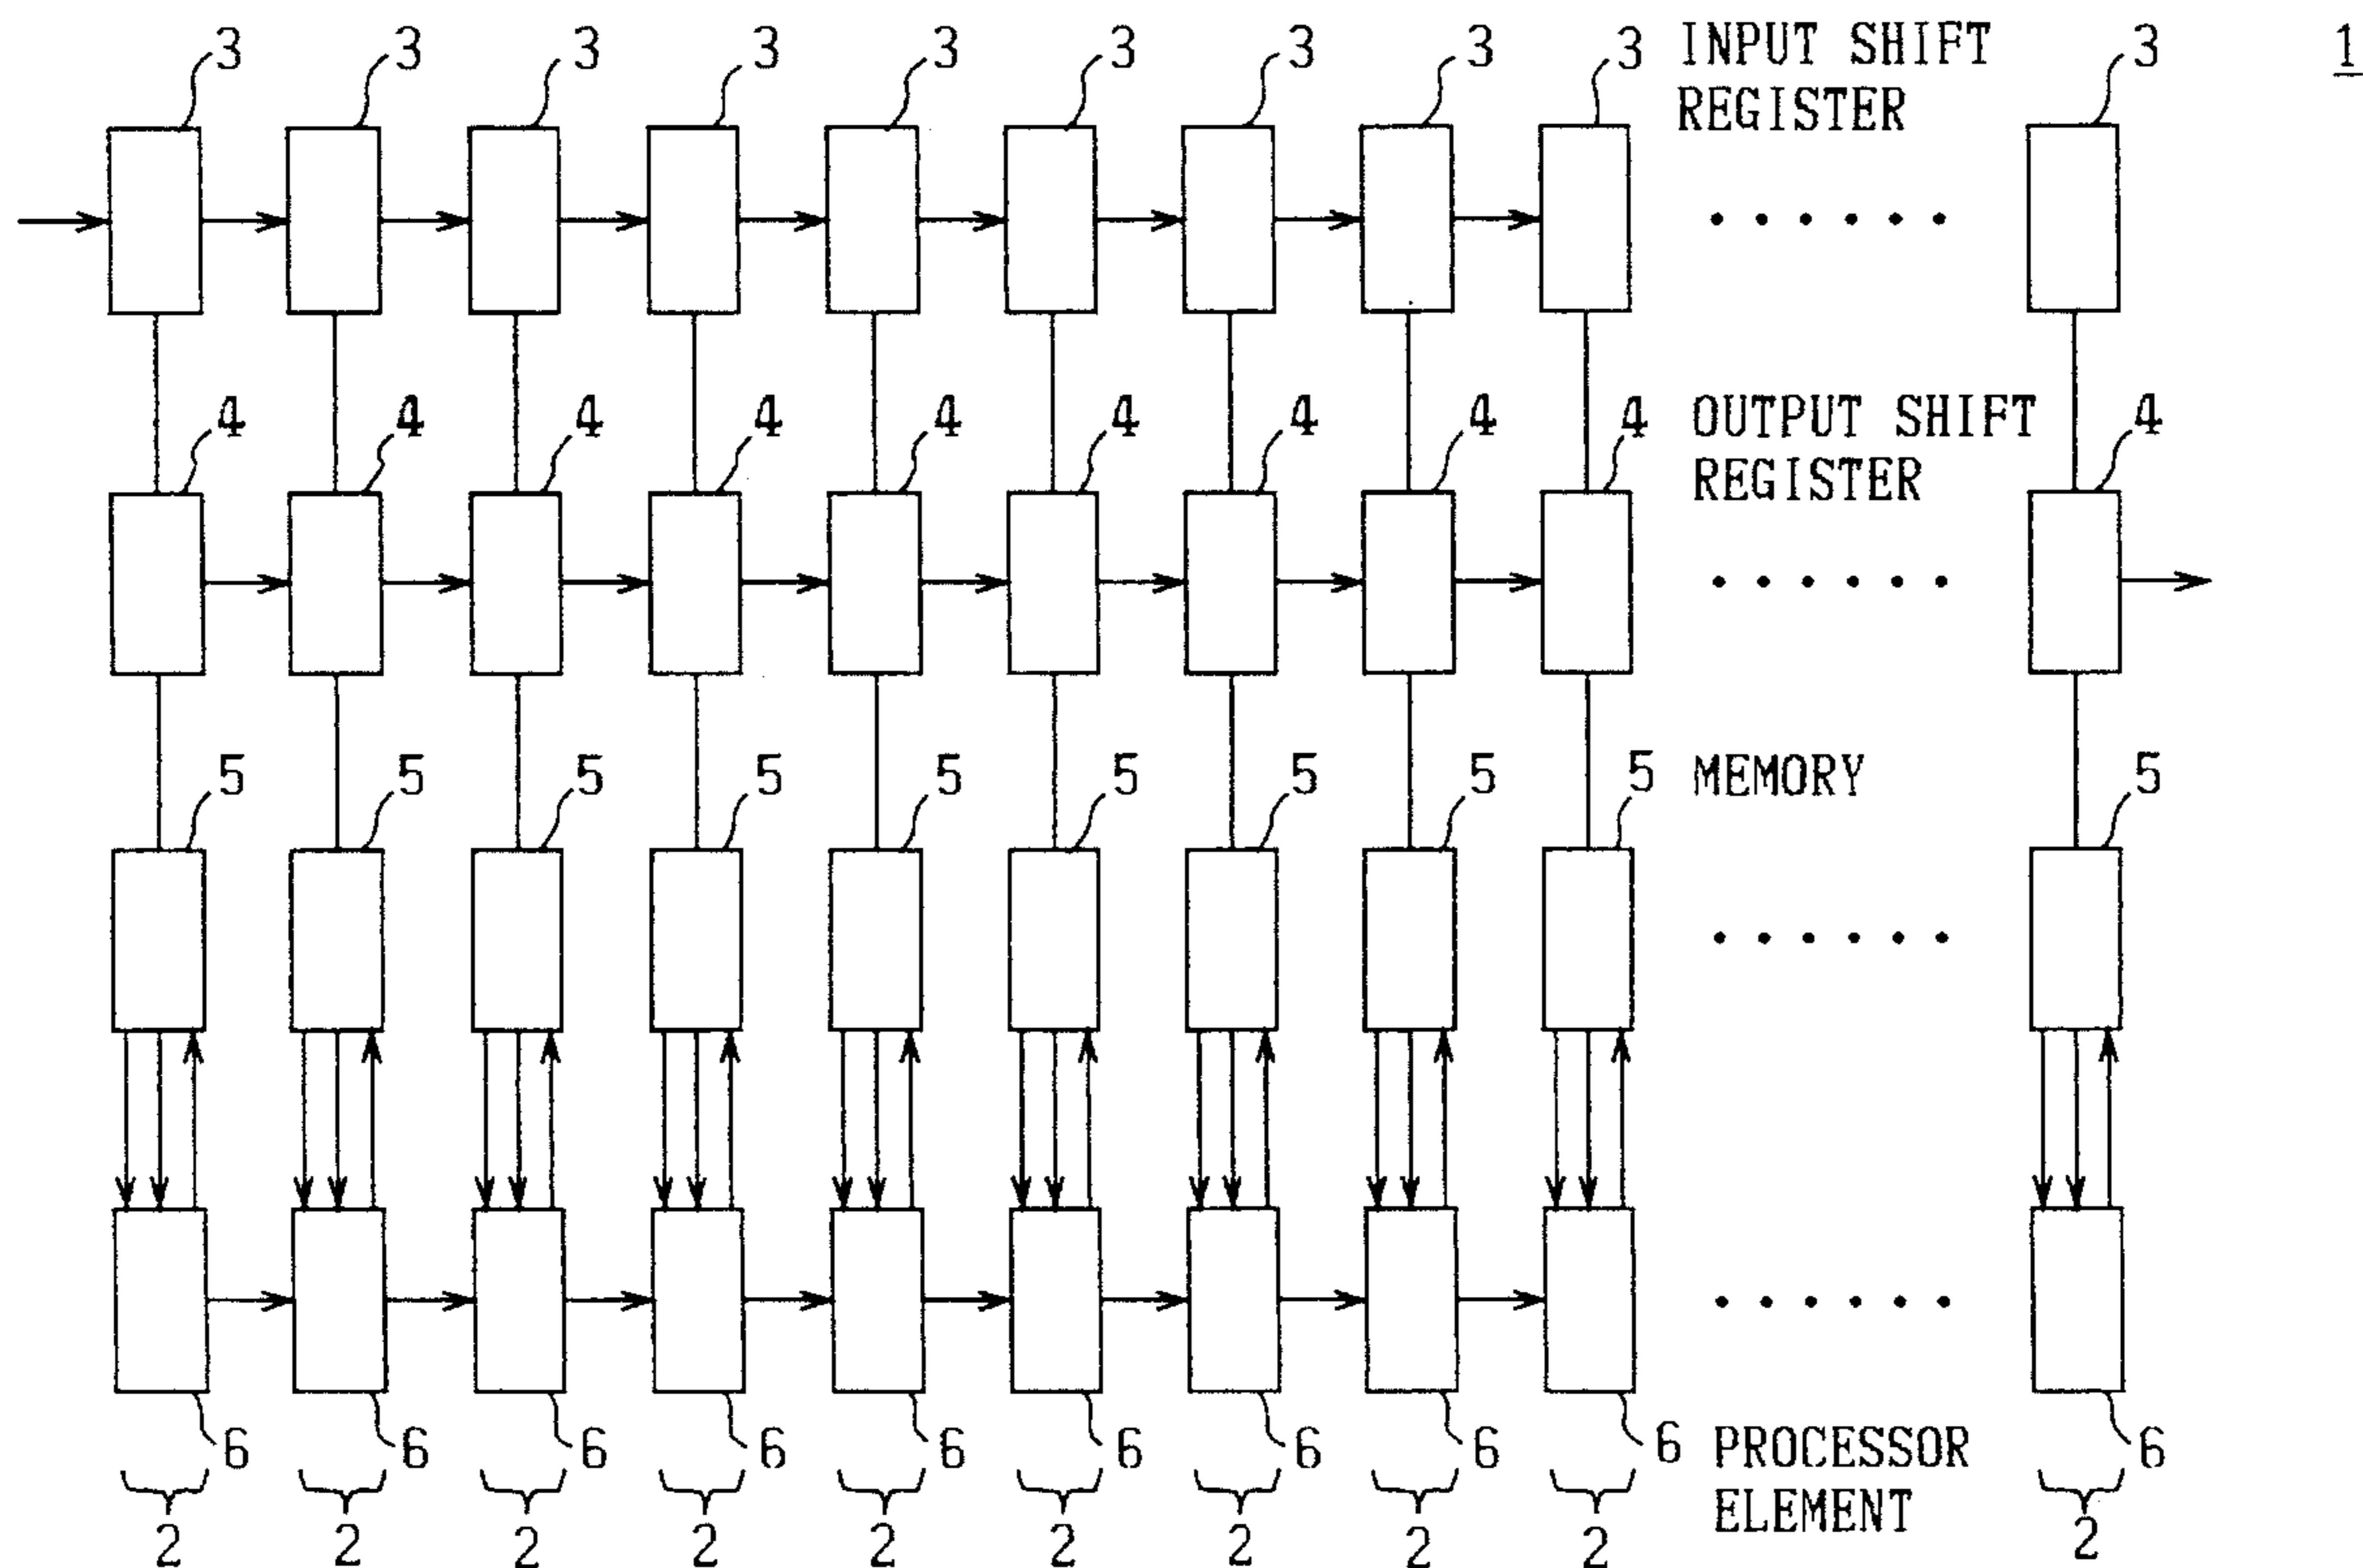 3 3 3 3 3 3 3 3 3 INPUT SHIFT 3 1
REGISTER
4 4 4 4 4 4 4 4 4 OUTPUT SHIFT 4
REGISTER
5 5 5 5 5 5 5 5 5 MEMORY 5
6 6 6 6 6 6 6 6 6 PROCESSOR 6
ELEMENT
2 2 2 2 2 2 2 2 2 2